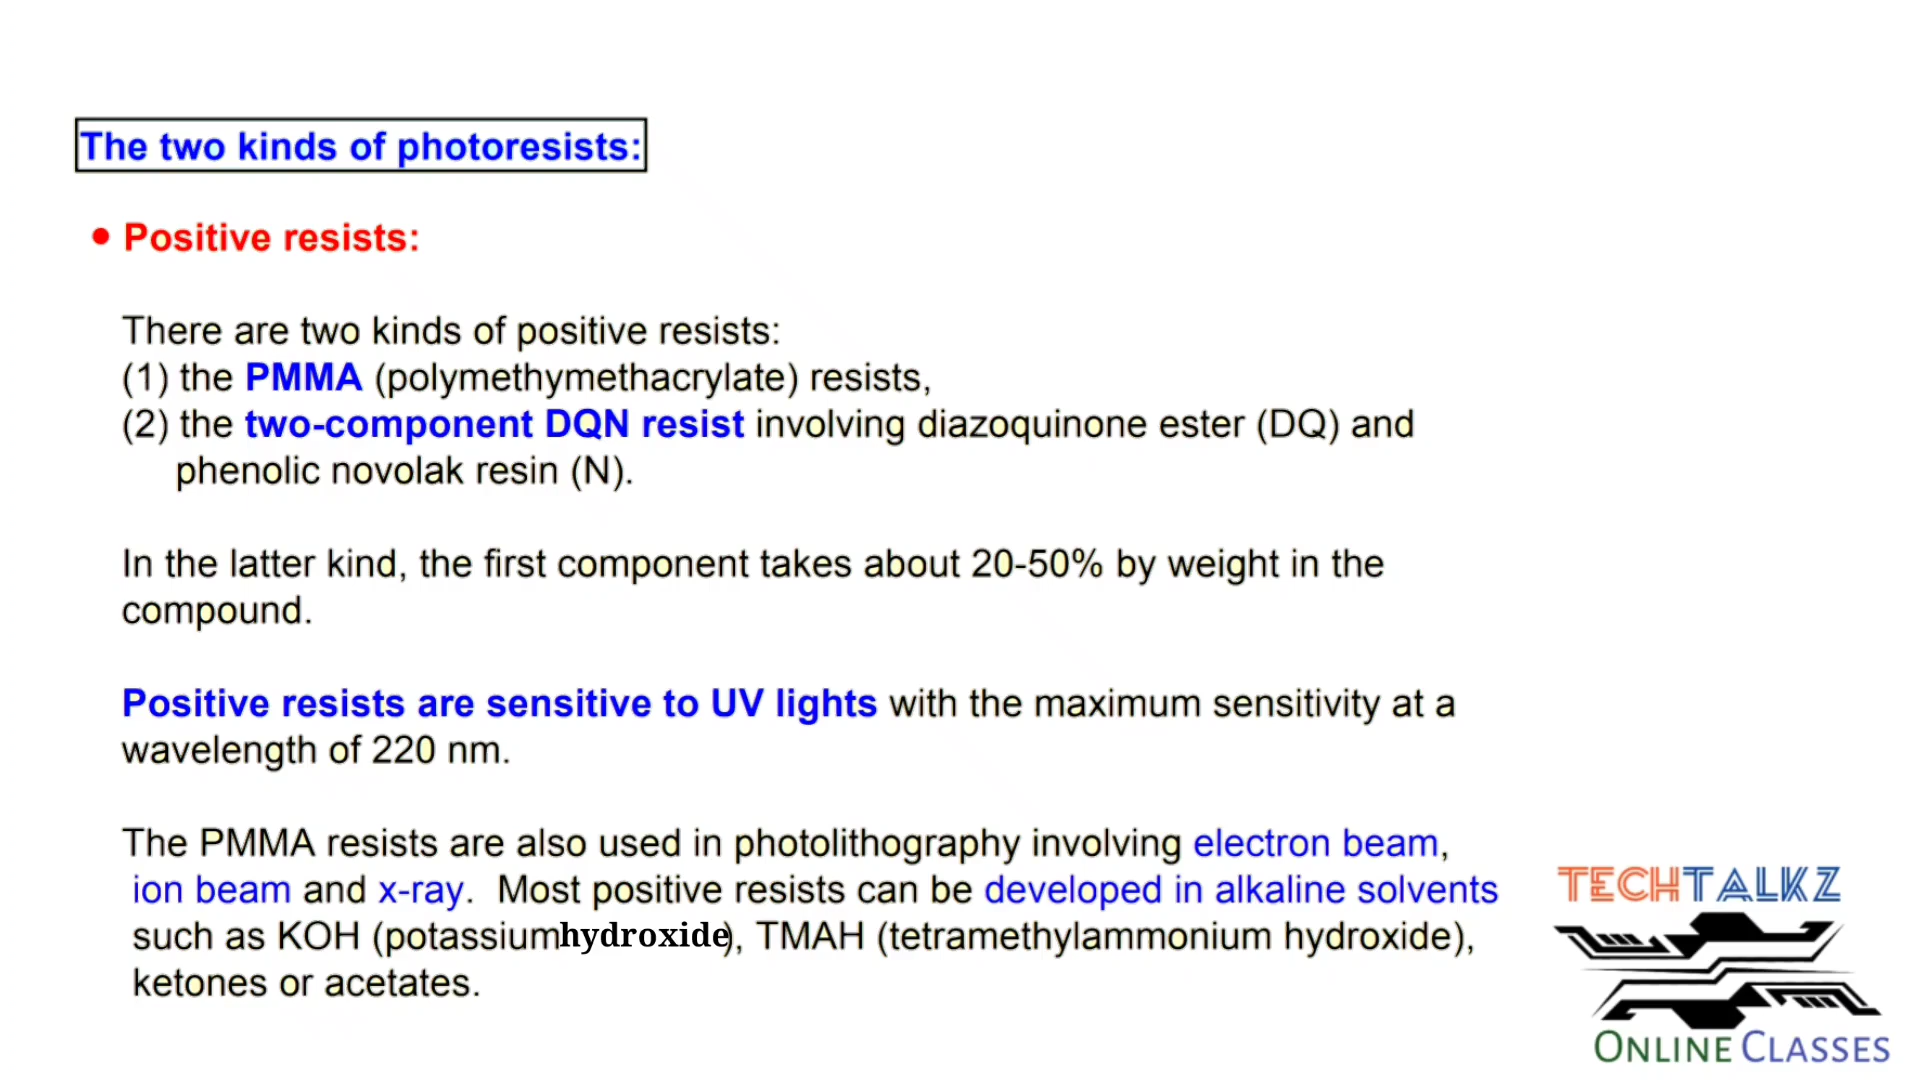 The two kinds of photoresists:
● Positive resists:
There are two kinds of positive resists:
(1) the PMMA (polymethymethacrylate) resists,
(2) the two-component DQN resist involving diazoquinone ester (DQ) and
phenolic novolak resin (N).
In the latter kind, the first component takes about 20-50% by weight in the
compound.
Positive resists are sensitive to UV lights with the maximum sensitivity at a
wavelength of 220 nm.
The PMMA resists are also used in photolithography involving electron beam,
ion beam and x-ray. Most positive resists can be developed in alkaline solvents
such as KOH (potassium hydroxide), TMAH (tetramethylammonium hydroxide),
ketones or acetates.
TECHTALKZ
ONLINE CLASSES